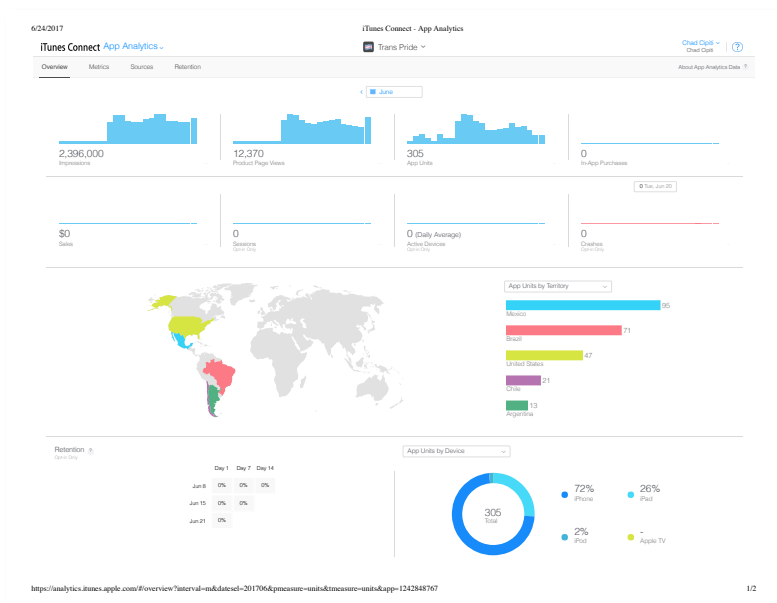 6/24/2017 iTunes Connect - App Analytics
iTunes Connect App Analytics Trans Pride Chad Cipiti ?
Chad Cipiti
Overview Metrics Sources Retention About App Analytics Data ?
June
2,396,000 12,370 305 0
Impressions Product Page Views App Units In-App Purchases
0 Tue, Jun 20
$0 0 0 (Daily Average) 0
Sales Sessions Active Devices Crashes
Opt-in Only Opt-in Only Opt-in Only
App Units by Territory
95
Mexico
71
Brazil
47
United States
21
Chile
13
Argentina
Retention ? App Units by Device
Opt-in Only
Day 1 Day 7 Day 14
Jun 8 0% 0% 0%
Jun 15 0% 0%
Jun 21 0%
305
Total
72% 26%
iPhone iPad
2% -
iPod Apple TV
https://analytics.itunes.apple.com/#/overview?interval=m&datesel=201706&pmeasure=units&tmeasure=units&app=1242848767 1/2